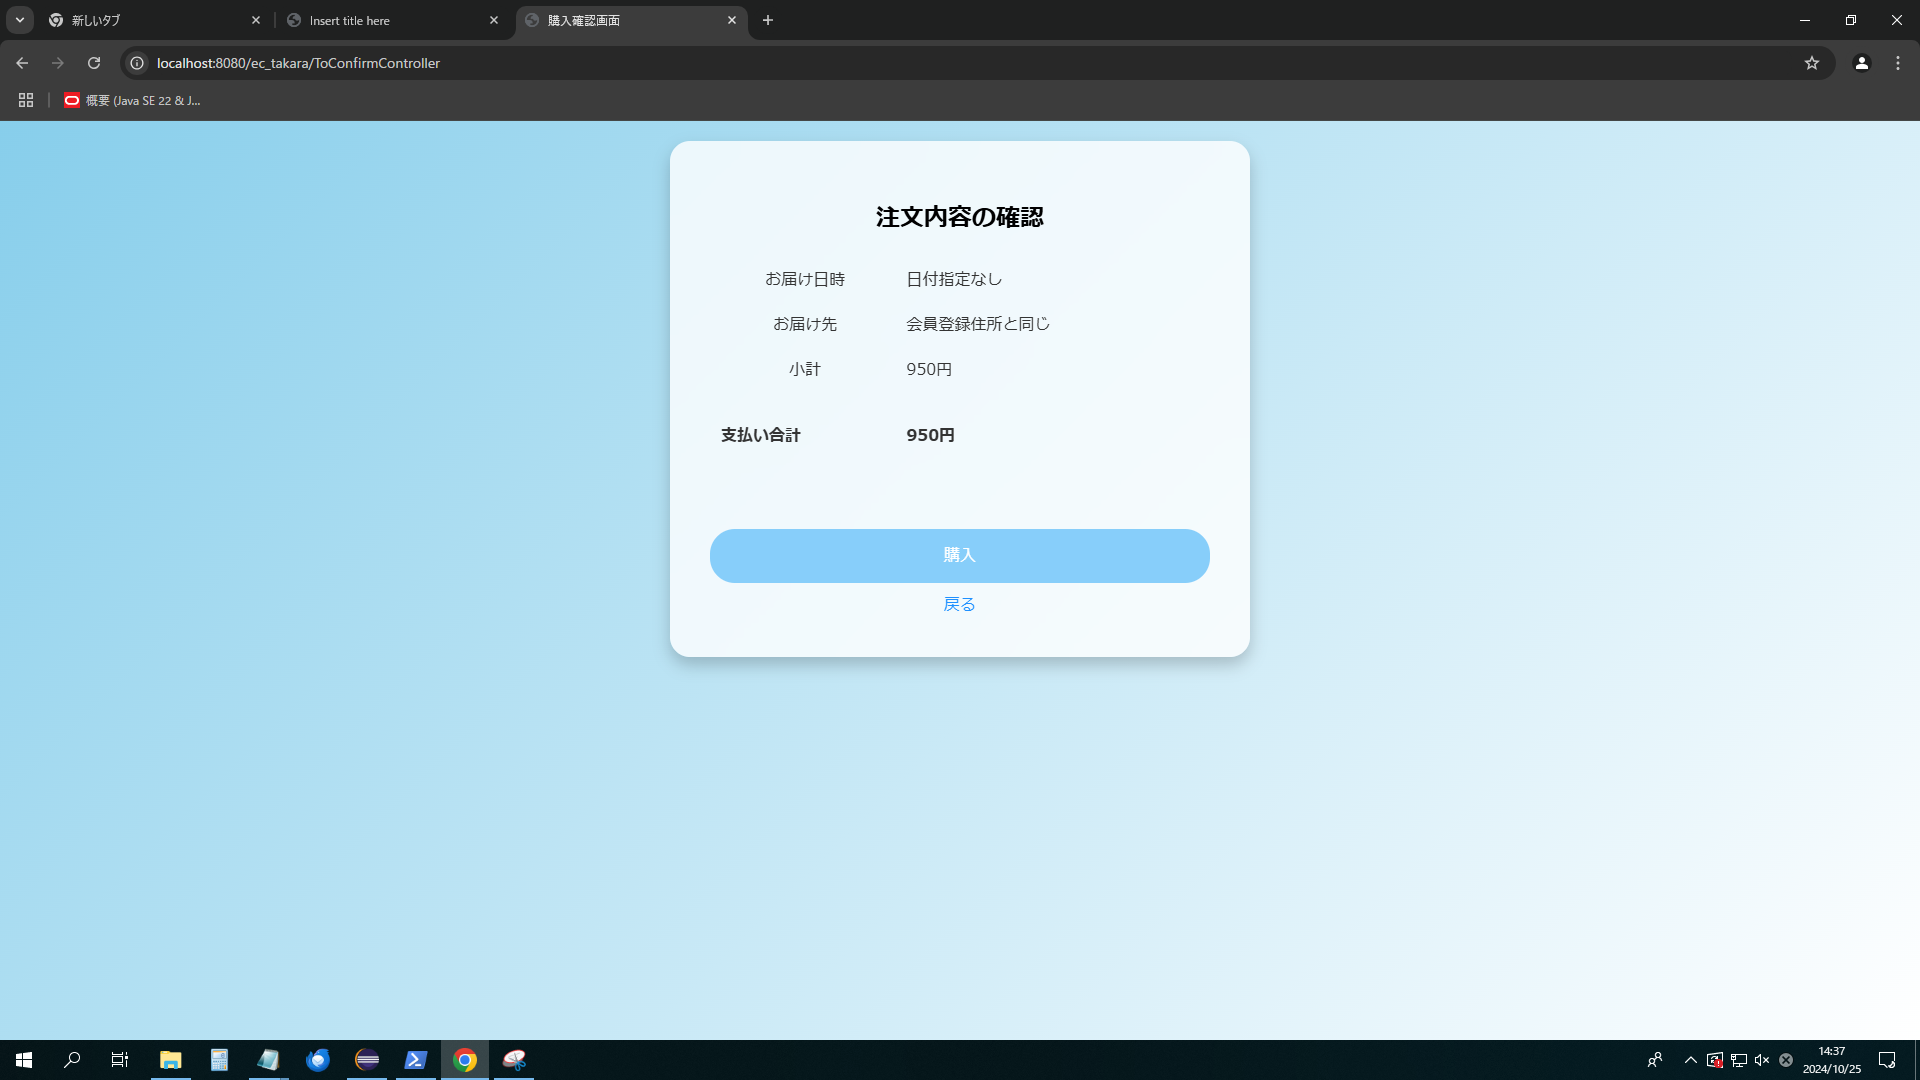 新しいタブ
Insert title here
購入確認画面
localhost:8080/ec_takara/ToConfirmController
概要 (Java SE 22 & J...
注文内容の確認
お届け日時 日付指定なし
お届け先 会員登録住所と同じ
小計 950円
支払い合計 950円
購入
戻る
14:37
2024/10/25